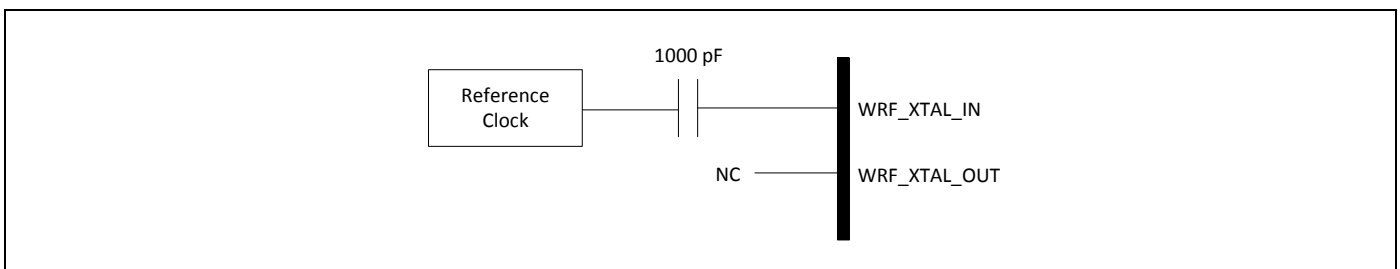 1000 pF
Reference
Clock
WRF_XTAL_IN
NC
WRF_XTAL_OUT